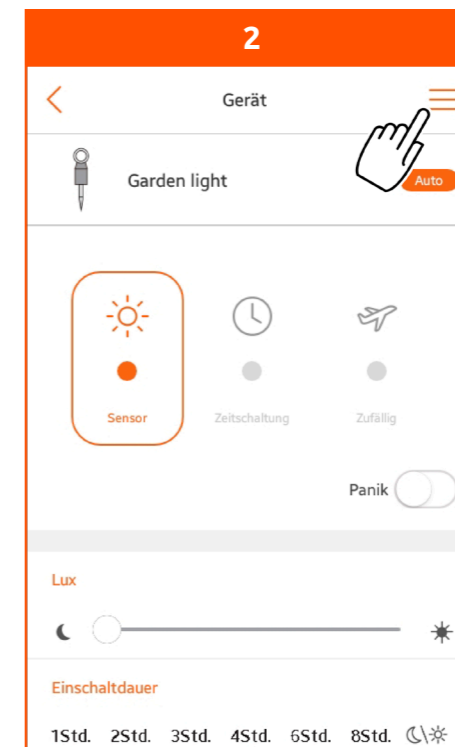 2
Gerät
Garden light
Auto
Sensor Zeitschaltung Zufällig
Panik
Lux
Einschaltdauer
1Std. 2Std. 3Std. 4Std. 6Std. 8Std.